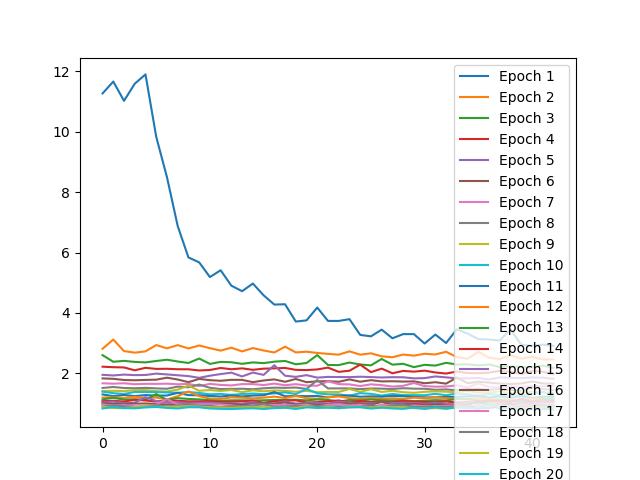 12
10
8
6
4
2
0
10
20
30
40
Epoch 1
Epoch 2
Epoch 3
Epoch 4
Epoch 5
Epoch 6
Epoch 7
Epoch 8
Epoch 9
Epoch 10
Epoch 11
Epoch 12
Epoch 13
Epoch 14
Epoch 15
Epoch 16
Epoch 17
Epoch 18
Epoch 19
Epoch 20